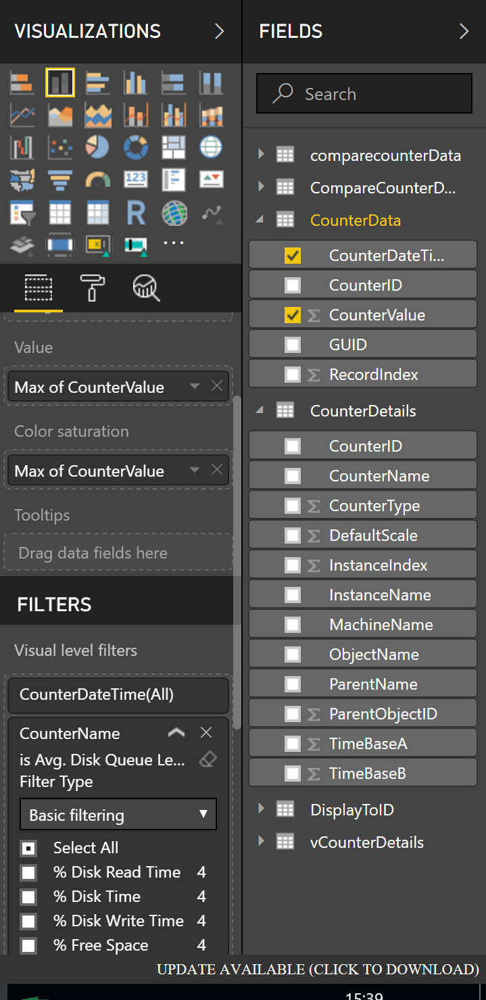 VISUALIZATIONS
123
R
Value
Max of CounterValue
Color saturation
Max of CounterValue
Tooltips
Drag data fields here
FILTERS
Visual level filters
CounterDateTime(All)
CounterName
is Avg. Disk Queue Le...
Filter Type
Basic filtering
Select All
% Disk Read Time 4
% Disk Time 4
% Disk Write Time 4
% Free Space 4
FIELDS
Search
comparecounterData
CompareCounterD...
CounterData
CounterDateTi...
CounterID
Σ CounterValue
GUID
Σ RecordIndex
CounterDetails
CounterID
CounterName
Σ CounterType
Σ DefaultScale
Σ InstanceIndex
InstanceName
MachineName
ObjectName
ParentName
Σ ParentObjectID
Σ TimeBaseA
Σ TimeBaseB
DisplayToID
vCounterDetails
UPDATE AVAILABLE (CLICK TO DOWNLOAD)
15:39